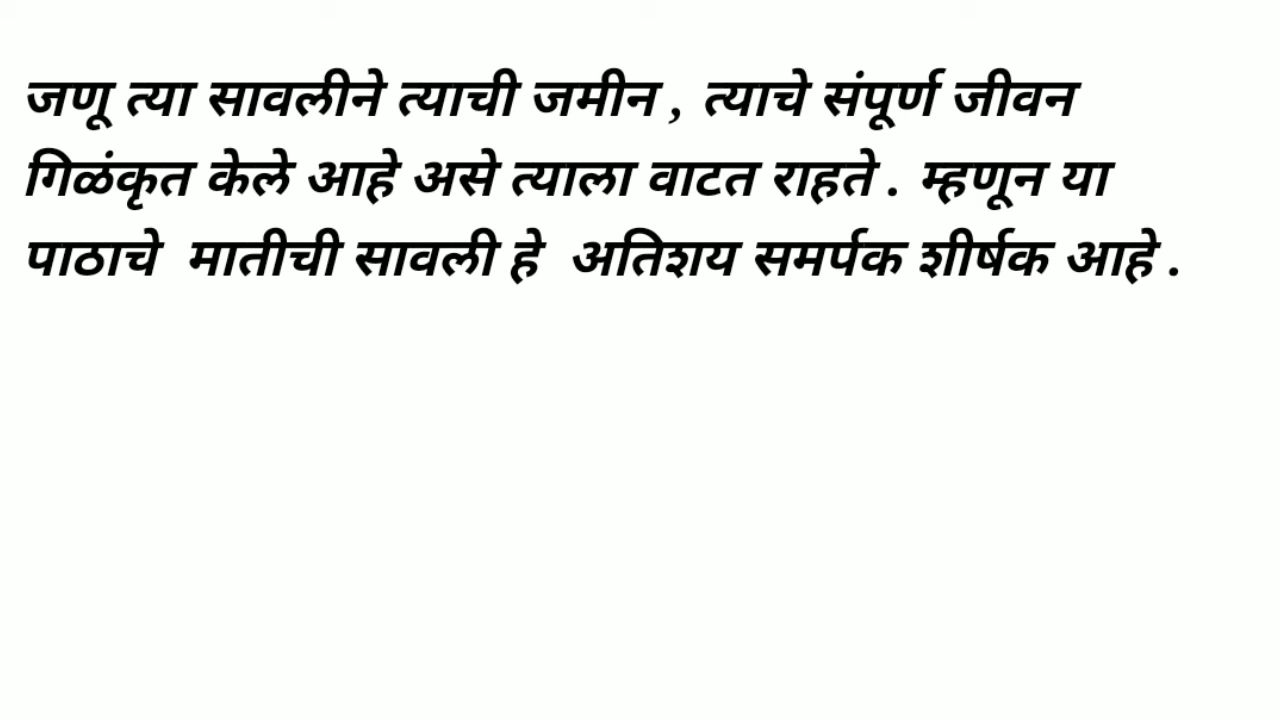 जणू त्या सावलीने त्याची जमीन , त्याचे संपूर्ण जीवन
गिळंकृत केले आहे असे त्याला वाटत राहते . म्हणून या
पाठाचे मातीची सावली हे अतिशय समर्पक शीर्षक आहे .